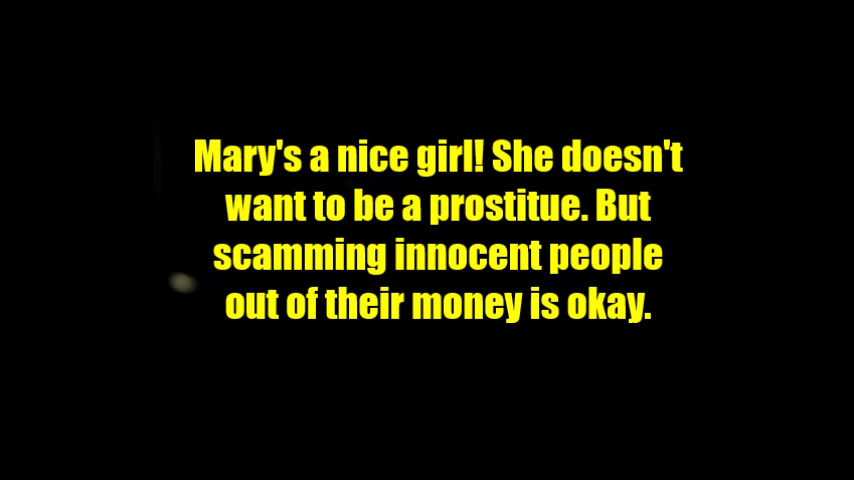 Mary's a nice girl! She doesn't
want to be a prostitue. But
scamming innocent people
out of their money is okay.